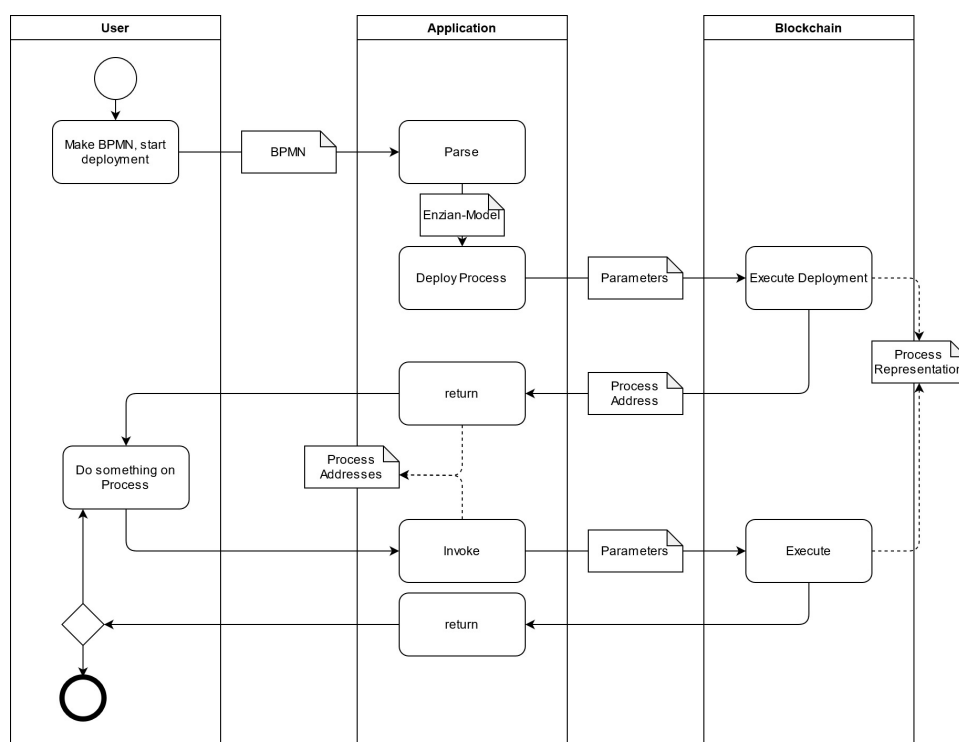 User
Application
Blockchain
Make BPMN, start
deployment
BPMN
Parse
Enzian-Model
Deploy Process
Parameters
Execute Deployment
Process
Representation
return
Process
Address
Do something on
Process
Process
Addresses
Invoke
Parameters
Execute
return